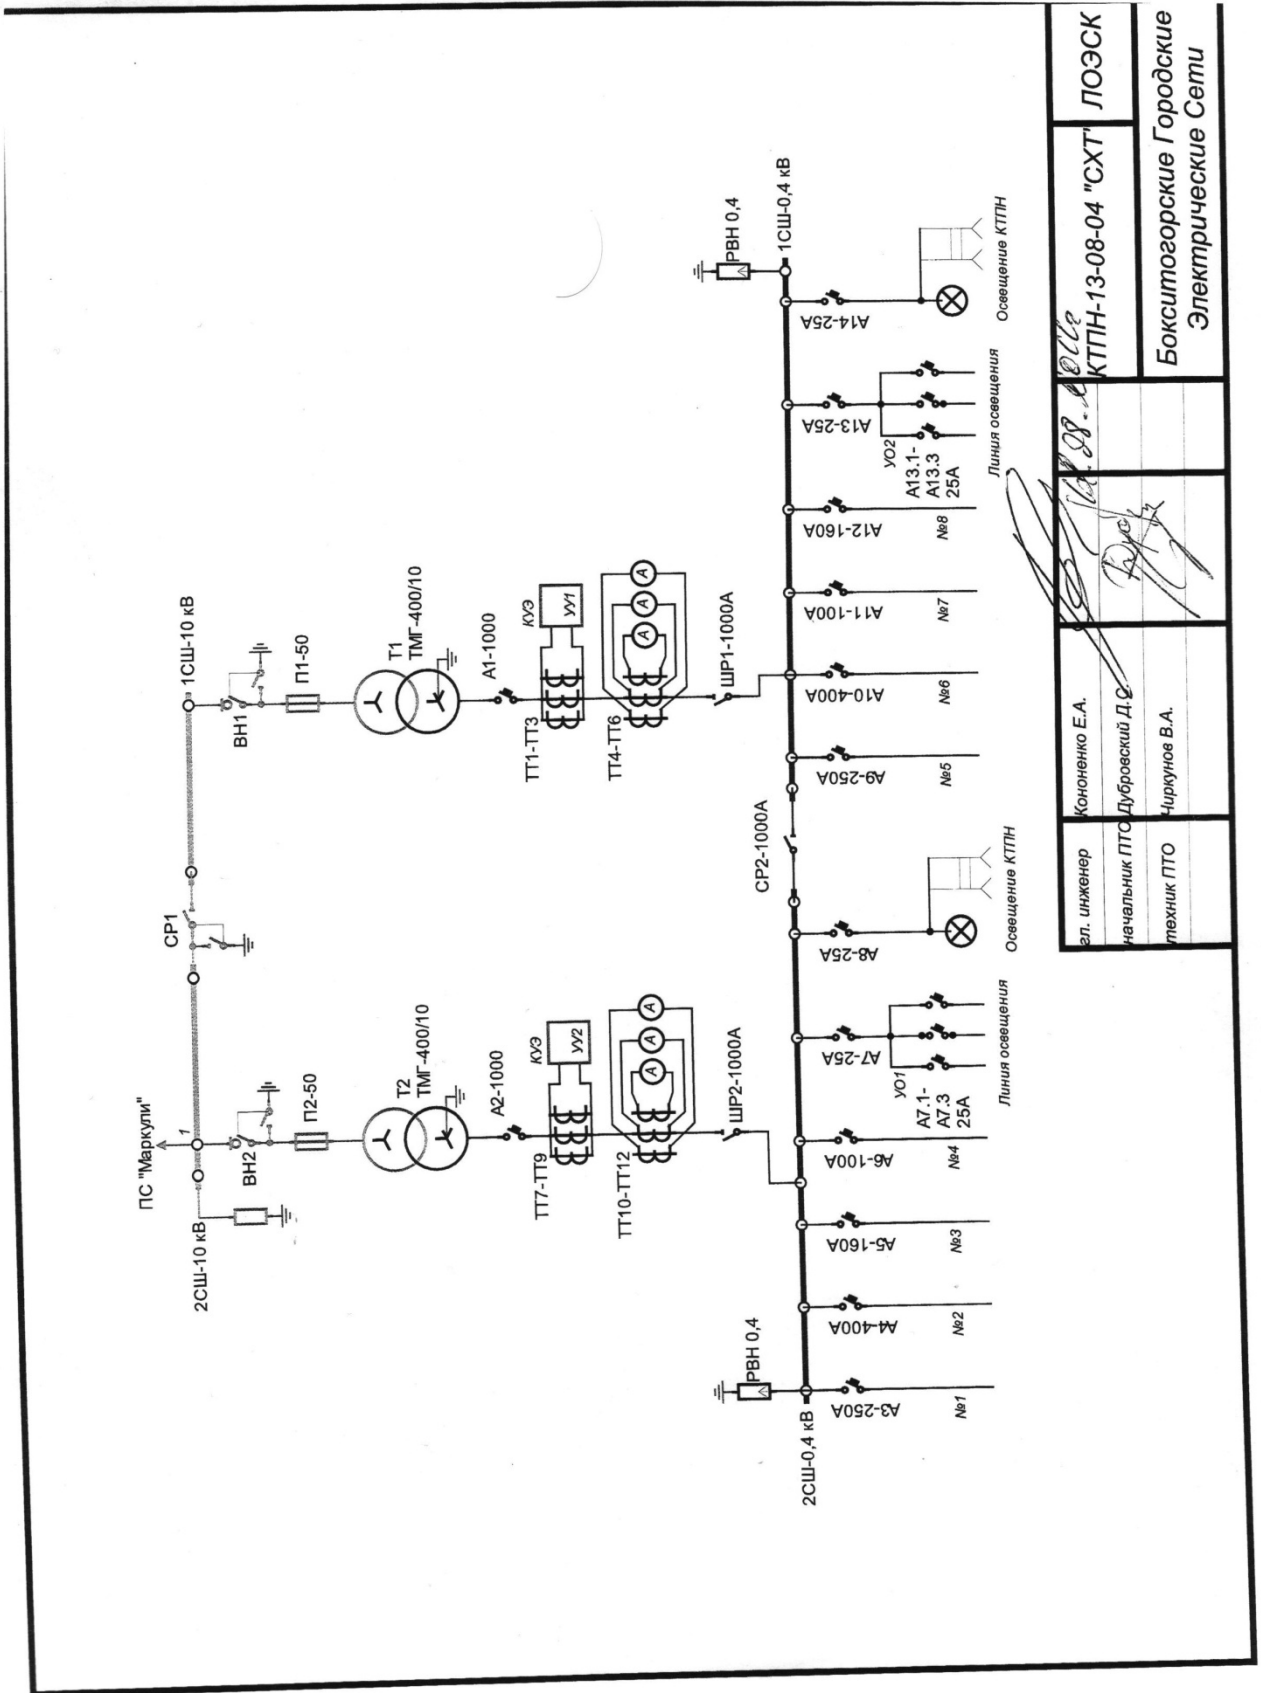 ПС "Маркули"
1
2СШ-10 кВ
СР1
1СШ-10 кВ
ВН2
П2-50
Т2
ТМГ-400/10
А2-1000
КУЭ
УУ2
ТТ7-ТТ9
А
А
А
ТТ10-ТТ12
ШР2-1000А
ВН1
П1-50
Т1
ТМГ-400/10
А1-1000
КУЭ
УУ1
ТТ1-ТТ3
А
А
А
ТТ4-ТТ6
ШР1-1000А
РВН 0,4
2СШ-0,4 кВ
СР2-1000А
РВН 0,4
1СШ-0,4 кВ
А3-250А
А4-400А
А5-160А
А6-100А
А7-25А
А8-25А
А9-250А
А10-400А
А11-100А
А12-160А
А13-25А
А14-25А
УО1
А7.1-
А7.3
25А
УО2
А13.1-
А13.3
25А
№1
№2
№3
№4
Линия освещения
Освещение КТПН
№5
№6
№7
№8
Линия освещения
Освещение КТПН
гл. инженер
Кононенко Е.А.
КТПН-13-08-04 "СХТ"
ЛОЭСК
начальник ПТО
Дубровский Д.С.
техник ПТО
Чиркунов В.А.
Бокситогорские Городские
Электрические Сети